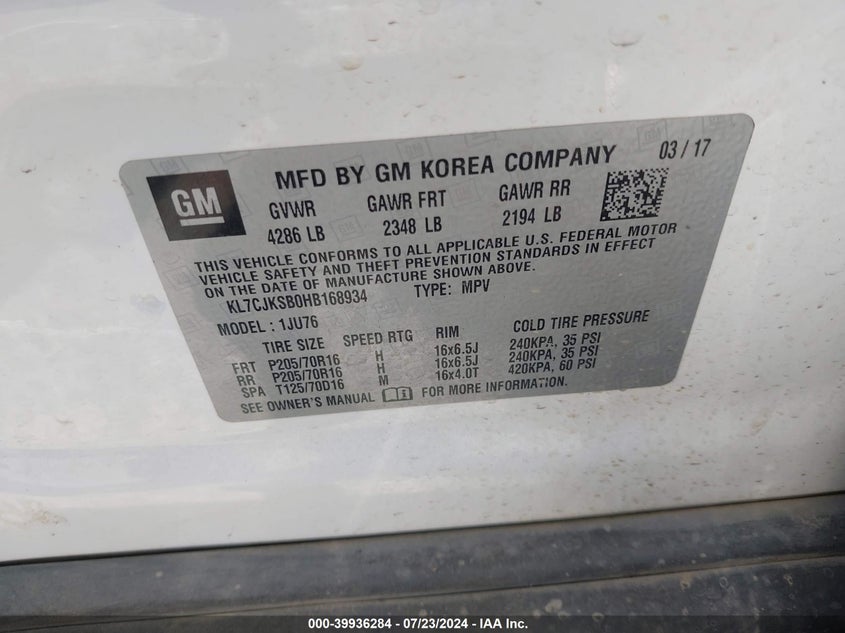 GM
MFD BY GM KOREA COMPANY 03 / 17
GVWR GAWR FRT GAWR RR
4286 LB 2348 LB 2194 LB
THIS VEHICLE CONFORMS TO ALL APPLICABLE U.S. FEDERAL MOTOR
VEHICLE SAFETY AND THEFT PREVENTION STANDARDS IN EFFECT
ON THE DATE OF MANUFACTURE SHOWN ABOVE.
KL7CJKSB0HB168934 TYPE: MPV
MODEL : 1JU76
TIRE SIZE SPEED RTG RIM COLD TIRE PRESSURE
FRT P205/70R16 H 16x6.5J 240KPA, 35 PSI
RR P205/70R16 H 16x6.5J 240KPA, 35 PSI
SPA T125/70D16 M 16x4.0T 420KPA, 60 PSI
SEE OWNER'S MANUAL FOR MORE INFORMATION.
000-39936284 - 07/23/2024 - IAA Inc.